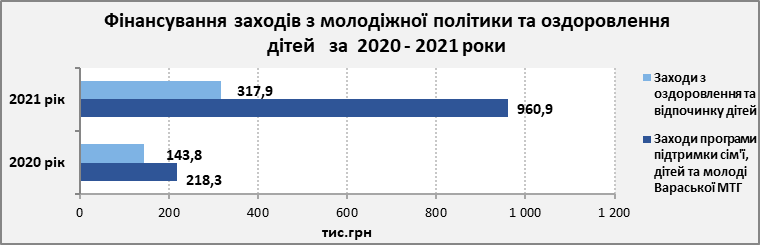 Фінансування заходів з молодіжної політики та оздоровлення
дітей за 2020 - 2021 роки
2021 рік
317,9
960,9
2020 рік
143,8
218,3
0 200 400 600 800 1 000 1 200
тис.грн
Заходи з
оздоровлення та
відпочинку дітей
Заходи програми
підтримки сім'ї,
дітей та молоді
Вараської МТГ